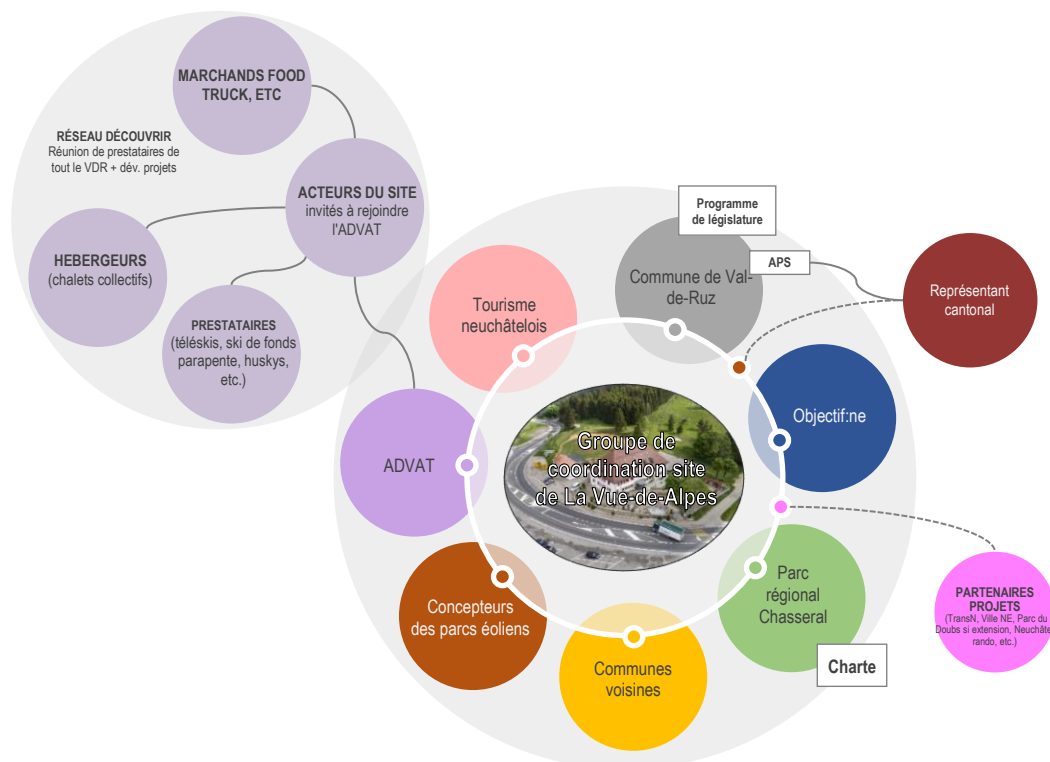 MARCHANDS FOOD
TRUCK, ETC
RÉSEAU DÉCOUVRIR
Réunion de prestataires de
tout le VDR + dév. projets
ACTEURS DU SITE
invités à rejoindre
l'ADVAT
HEBERGEURS
(chalets collectifs)
PRESTATAIRES
(téléskis, ski de fonds
parapente, huskys,
etc.)
Programme
de législature
APS
Commune de Val-
de-Ruz
Représentant
cantonal
Tourisme
neuchâtelois
Objectif:ne
ADVAT
Groupe de
coordination site
de La Vue-de-Alpes
Concepteurs
des parcs éoliens
Communes
voisines
Parc
régional
Chasseral
Charte
PARTENAIRES
PROJETS
(TransN, Ville NE, Parc du
Doubs si extension, Neuchâte
rando, etc.)